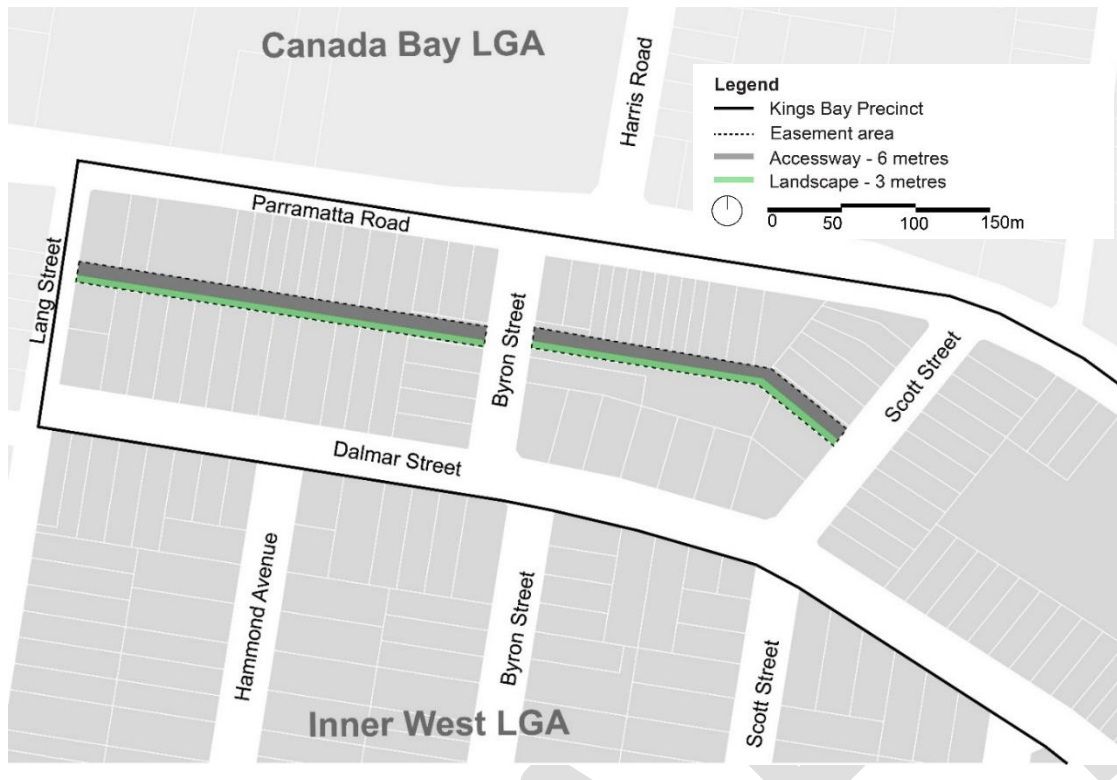 Canada Bay LGA
Harris Road
Legend
Kings Bay Precinct
Easement area
Accessway - 6 metres
Landscape - 3 metres
0 50 100 150m
Parramatta Road
Lang Street
Byron Street
Scott Street
Dalmar Street
Hammond Avenue
Byron Street
Scott Street
Inner West LGA